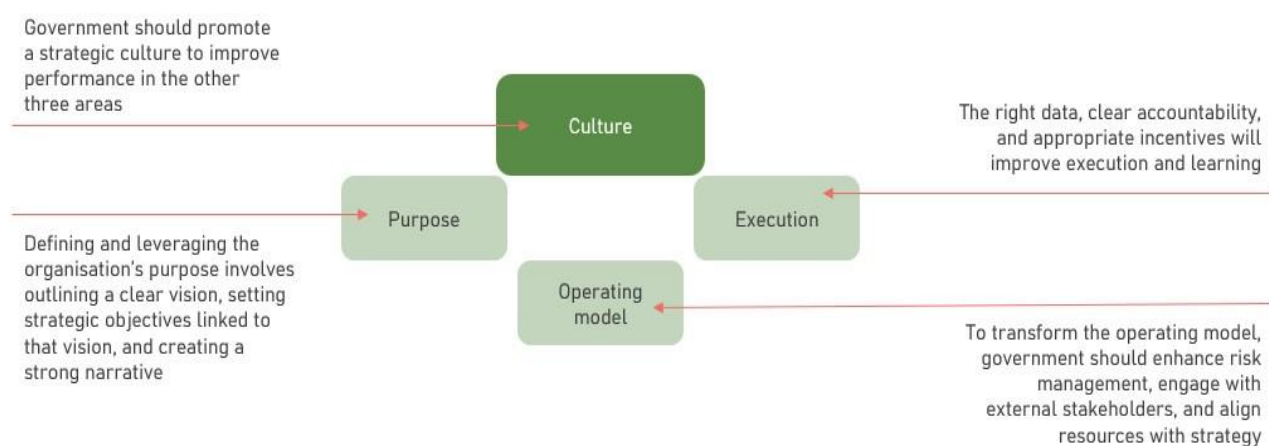 Government should promote
a strategic culture to improve
performance in the other
three areas
Culture
The right data, clear accountability,
and appropriate incentives will
improve execution and learning
Purpose
Execution
Defining and leveraging the
organisation's purpose involves
outlining a clear vision, setting
strategic objectives linked to
that vision, and creating a
strong narrative
Operating
model
To transform the operating model,
government should enhance risk
management, engage with
external stakeholders, and align
resources with strategy